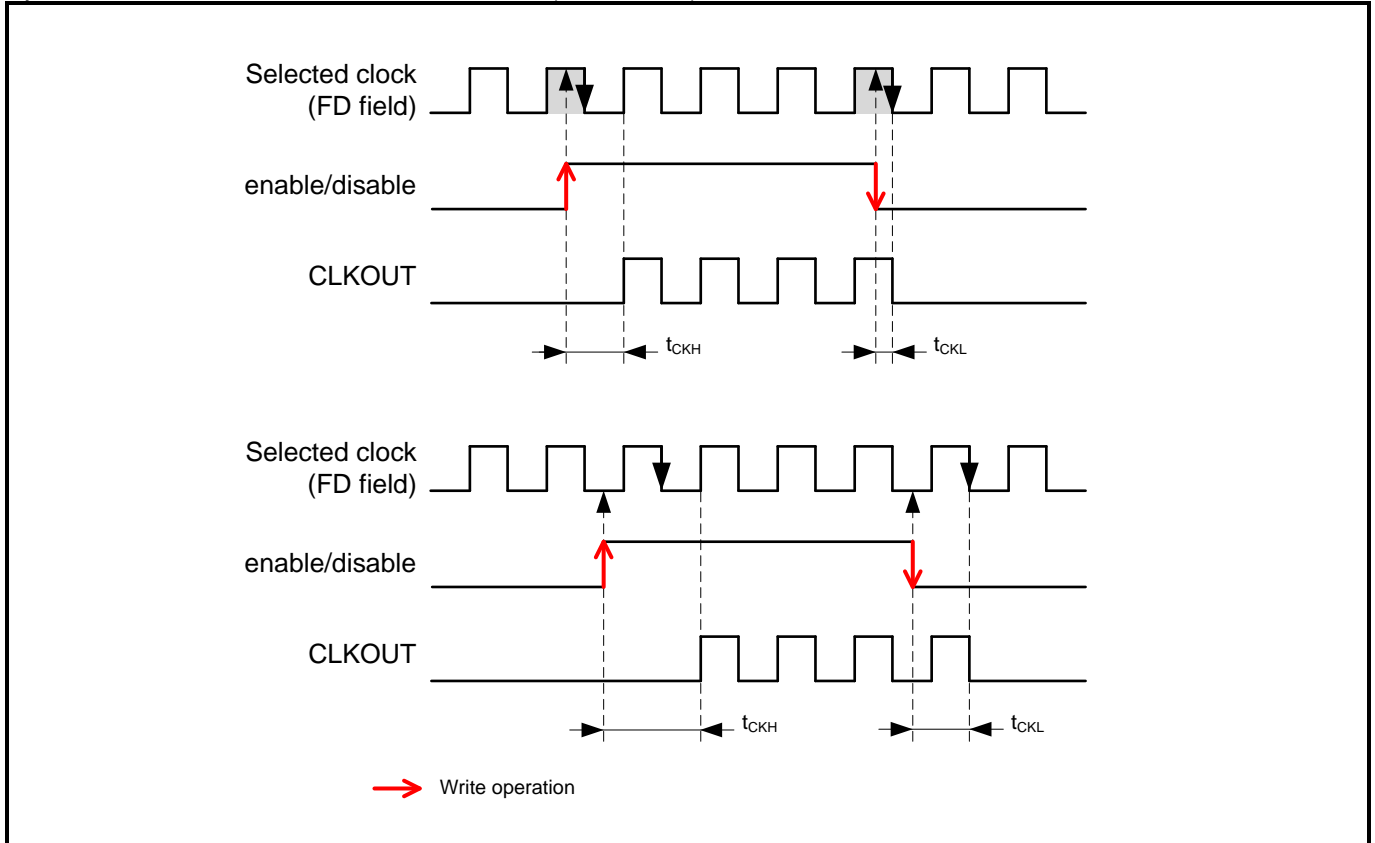 Selected clock
(FD field)
enable/disable
CLKOUT
tCKH
tCKL
Selected clock
(FD field)
enable/disable
CLKOUT
tCKH
tCKL
Write operation